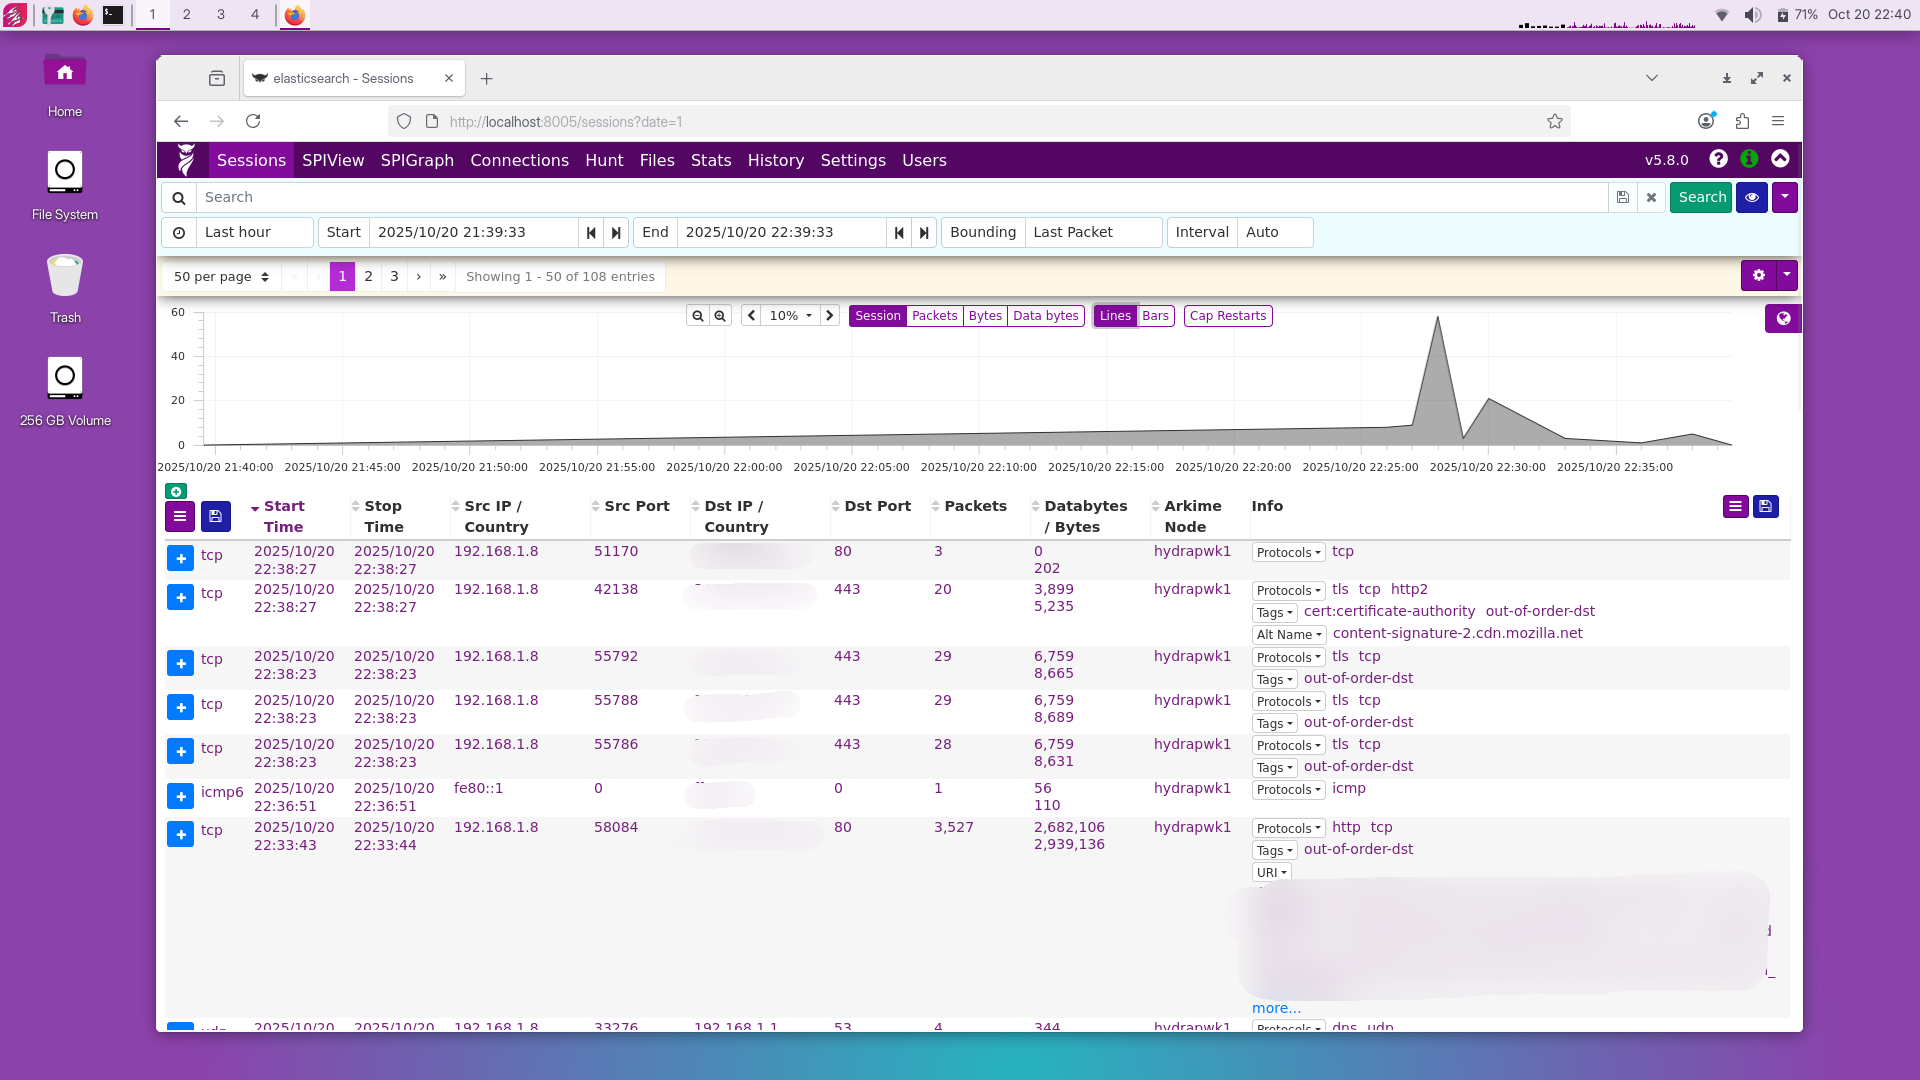 1 2 3 4 71% Oct 20 22:40
Home
File System
Trash
256 GB Volume
elasticsearch - Sessions
http://localhost:8005/sessions?date=1
Sessions SPIView SPIGraph Connections Hunt Files Stats History Settings Users v5.8.0
Search Search
Last hour Start 2025/10/20 21:39:33 End 2025/10/20 22:39:33 Bounding Last Packet Interval Auto
50 per page « ‹ 1 2 3 › » Showing 1 - 50 of 108 entries
10% Session Packets Bytes Data bytes Lines Bars Cap Restarts
60
40
20
0
2025/10/20 21:40:00 2025/10/20 21:45:00 2025/10/20 21:50:00 2025/10/20 21:55:00 2025/10/20 22:00:00 2025/10/20 22:05:00 2025/10/20 22:10:00 2025/10/20 22:15:00 2025/10/20 22:20:00 2025/10/20 22:25:00 2025/10/20 22:30:00 2025/10/20 22:35:00
Start Time Stop Time Src IP / Country Src Port Dst IP / Country Dst Port Packets Databytes / Bytes Arkime Node Info
tcp 2025/10/20 2025/10/20 192.168.1.8 51170 80 3 0 hydrapwk1 Protocols tcp
22:38:27 22:38:27 202
tcp 2025/10/20 2025/10/20 192.168.1.8 42138 443 20 3,899 hydrapwk1 Protocols tls tcp http2
22:38:27 22:38:27 5,235 Tags cert:certificate-authority out-of-order-dst
Alt Name content-signature-2.cdn.mozilla.net
tcp 2025/10/20 2025/10/20 192.168.1.8 55792 443 29 6,759 hydrapwk1 Protocols tls tcp
22:38:23 22:38:23 8,665 Tags out-of-order-dst
tcp 2025/10/20 2025/10/20 192.168.1.8 55788 443 29 6,759 hydrapwk1 Protocols tls tcp
22:38:23 22:38:23 8,689 Tags out-of-order-dst
tcp 2025/10/20 2025/10/20 192.168.1.8 55786 443 28 6,759 hydrapwk1 Protocols tls tcp
22:38:23 22:38:23 8,631 Tags out-of-order-dst
icmp6 2025/10/20 2025/10/20 fe80::1 0 0 1 56 hydrapwk1 Protocols icmp
22:36:51 22:36:51 110
tcp 2025/10/20 2025/10/20 192.168.1.8 58084 80 3,527 2,682,106 hydrapwk1 Protocols http tcp
22:33:43 22:33:44 2,939,136 Tags out-of-order-dst
URI
more...
udp 2025/10/20 2025/10/20 192.168.1.8 33276 192.168.1.1 53 4 344 hydrapwk1 Protocols dns udp